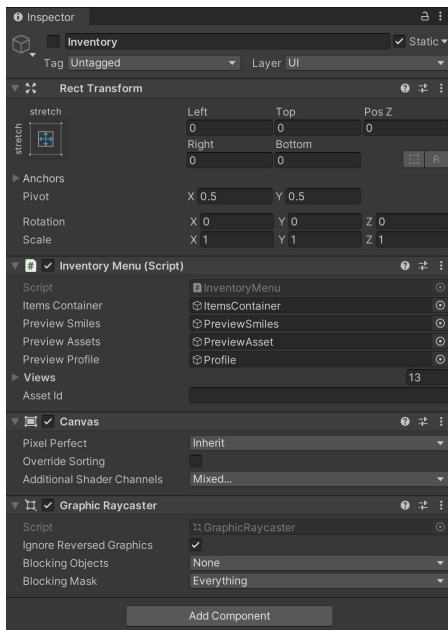 Inspector
Inventory
Static
Tag Untagged Layer UI
Rect Transform
stretch
stretch
Left Top Pos Z
0 0 0
Right Bottom
0 0
R
Anchors
Pivot X 0.5 Y 0.5
Rotation X 0 Y 0 Z 0
Scale X 1 Y 1 Z 1
# Inventory Menu (Script)
Script # InventoryMenu
Items Container ItemsContainer
Preview Smiles PreviewSmiles
Preview Assets PreviewAsset
Preview Profile Profile
Views 13
Asset Id
Canvas
Pixel Perfect Inherit
Override Sorting
Additional Shader Channels Mixed...
Graphic Raycaster
Script GraphicRaycaster
Ignore Reversed Graphics
Blocking Objects None
Blocking Mask Everything
Add Component